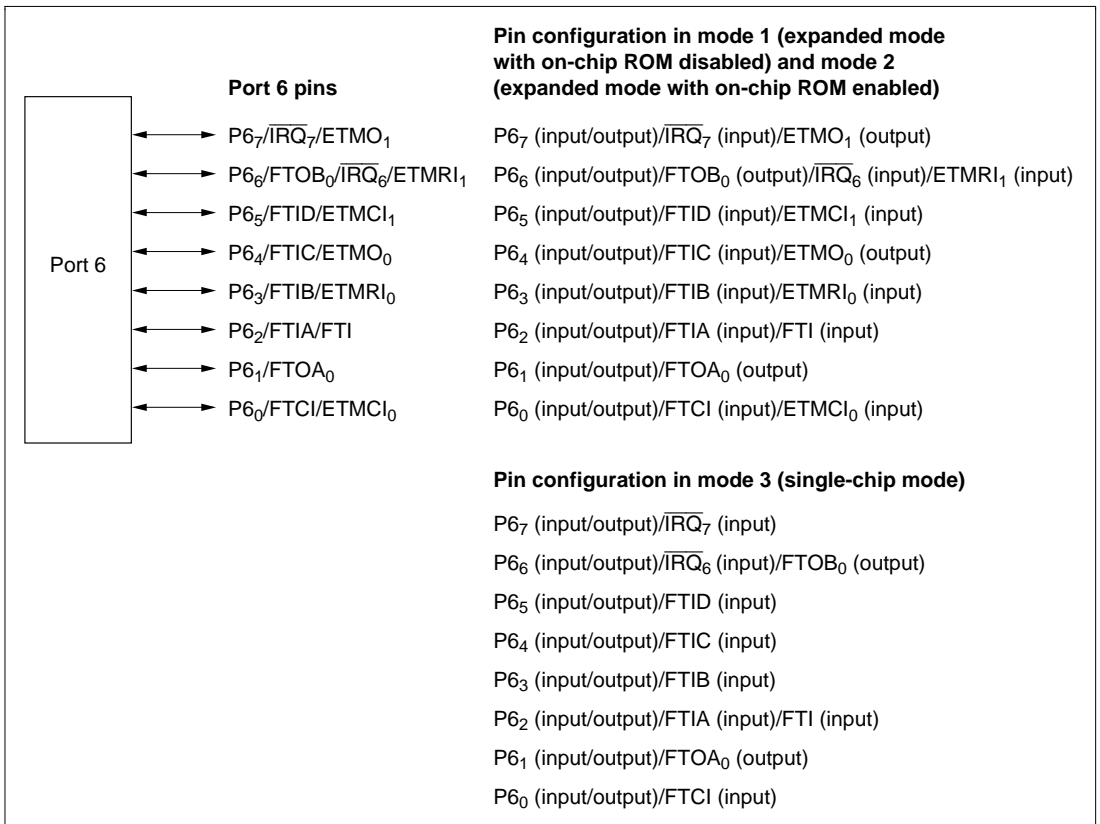 Pin configuration in mode 1 (expanded mode
with on-chip ROM disabled) and mode 2
(expanded mode with on-chip ROM enabled)
Port 6 pins
Port 6
P6₇/I̅R̅Q̅₇/ETMO₁ P6₇ (input/output)/I̅R̅Q̅₇ (input)/ETMO₁ (output)
P6₆/FTOB₀/I̅R̅Q̅₆/ETMRI₁ P6₆ (input/output)/FTOB₀ (output)/I̅R̅Q̅₆ (input)/ETMRI₁ (input)
P6₅/FTID/ETMCI₁ P6₅ (input/output)/FTID (input)/ETMCI₁ (input)
P6₄/FTIC/ETMO₀ P6₄ (input/output)/FTIC (input)/ETMO₀ (output)
P6₃/FTIB/ETMRI₀ P6₃ (input/output)/FTIB (input)/ETMRI₀ (input)
P6₂/FTIA/FTI P6₂ (input/output)/FTIA (input)/FTI (input)
P6₁/FTOA₀ P6₁ (input/output)/FTOA₀ (output)
P6₀/FTCI/ETMCI₀ P6₀ (input/output)/FTCI (input)/ETMCI₀ (input)
Pin configuration in mode 3 (single-chip mode)
P6₇ (input/output)/I̅R̅Q̅₇ (input)
P6₆ (input/output)/I̅R̅Q̅₆ (input)/FTOB₀ (output)
P6₅ (input/output)/FTID (input)
P6₄ (input/output)/FTIC (input)
P6₃ (input/output)/FTIB (input)
P6₂ (input/output)/FTIA (input)/FTI (input)
P6₁ (input/output)/FTOA₀ (output)
P6₀ (input/output)/FTCI (input)